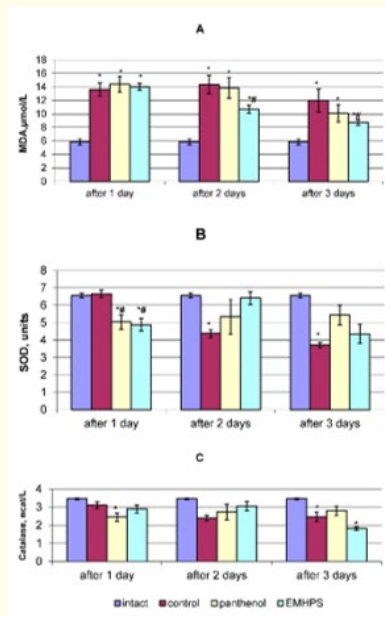 A
MDA,µmol/L
18
16
14
12
10
8
6
4
2
0
* * * * * *# * * *#
after 1 day after 2 days after 3 days
B
SOD, units
7
6
5
4
3
2
1
0
*# *# * *
after 1 day after 2 days after 3 days
C
Catalase, ncat/L
4
3
2
1
0
* * *
after 1 day after 2 days after 3 days
intact control panthenol EMHPS